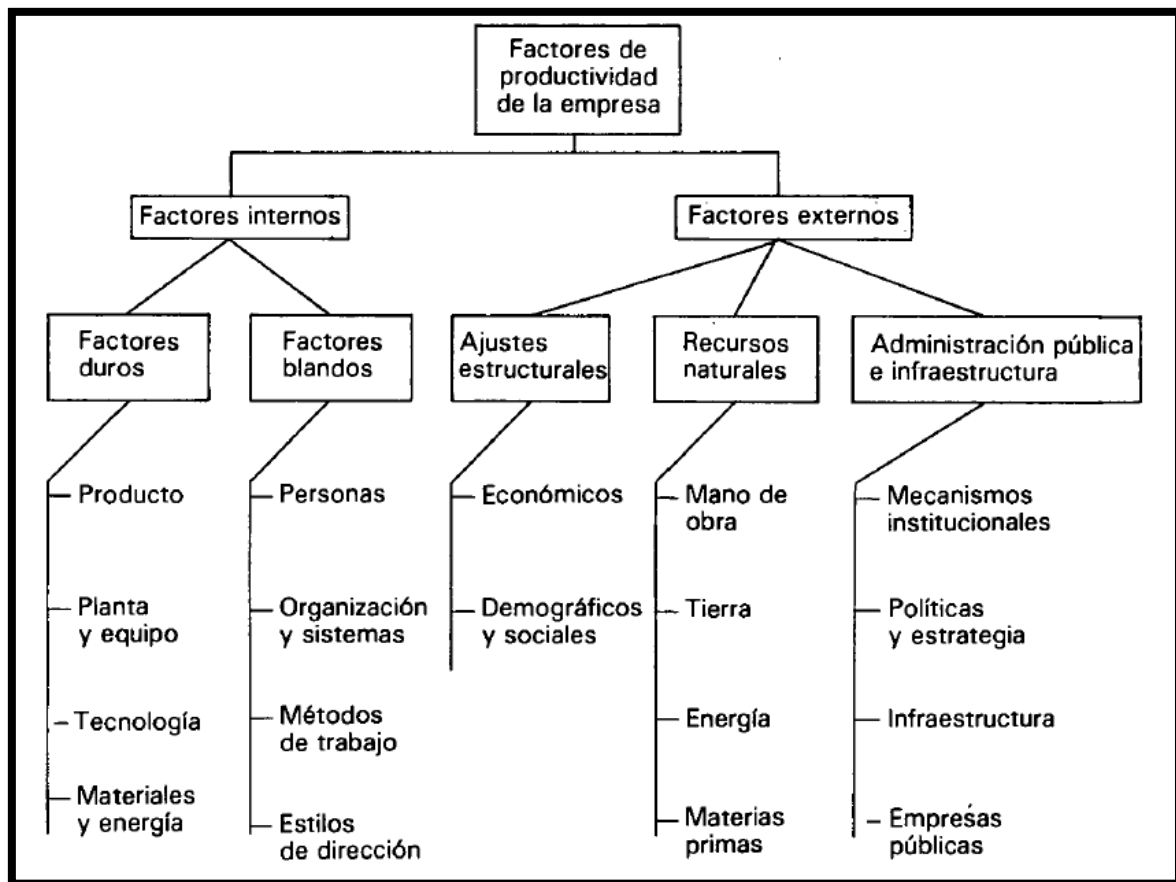 Factores de
productividad
de la empresa
Factores internos
Factores externos
Factores
duros
Factores
blandos
Ajustes
estructurales
Recursos
naturales
Administración pública
e infraestructura
Producto
Planta
y equipo
Tecnología
Materiales
y energía
Personas
Organización
y sistemas
Métodos
de trabajo
Estilos
de dirección
Económicos
Demográficos
y sociales
Mano de
obra
Tierra
Energía
Materias
primas
Mecanismos
institucionales
Políticas
y estrategia
Infraestructura
Empresas
públicas